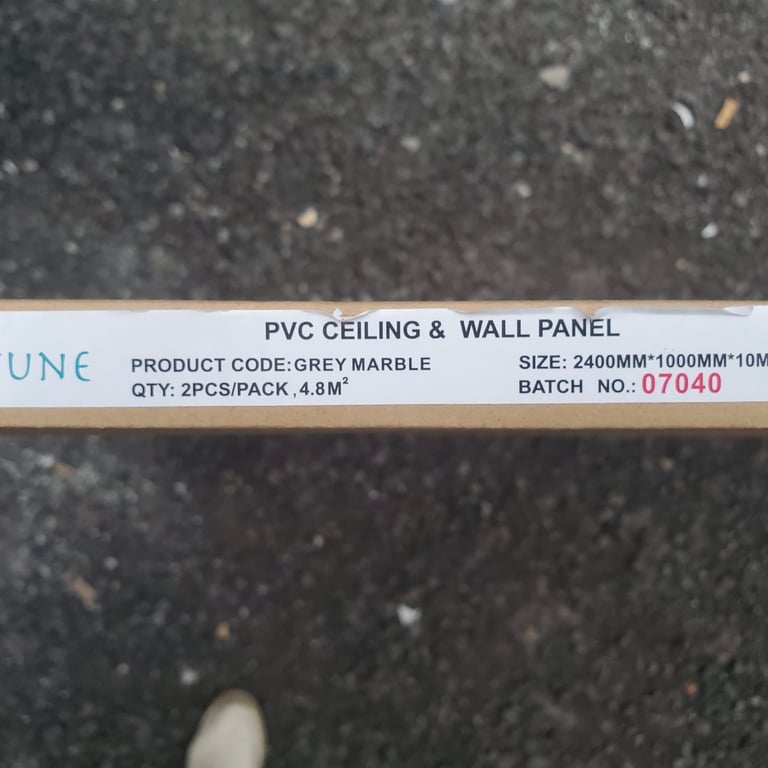 PVC CEILING & WALL PANEL
UNE
PRODUCT CODE:GREY MARBLE
SIZE: 2400MM*1000MM*10M
QTY: 2PCS/PACK ,4.8M²
BATCH NO.: 07040